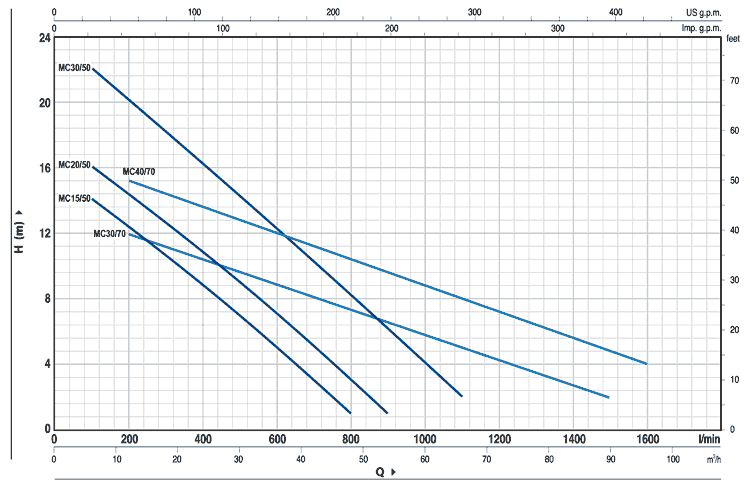 0 100 200 300 400 US g.p.m.
0 100 200 300 Imp. g.p.m.
24 feet
MC30/50
70
20
60
16 MC20/50 MC40/70
50
MC15/50
12 MC30/70 40
H (m)
30
8
20
4
10
0 0
0 200 400 600 800 1000 1200 1400 1600 l/min
0 10 20 30 40 50 60 70 80 90 100 m³/h
Q